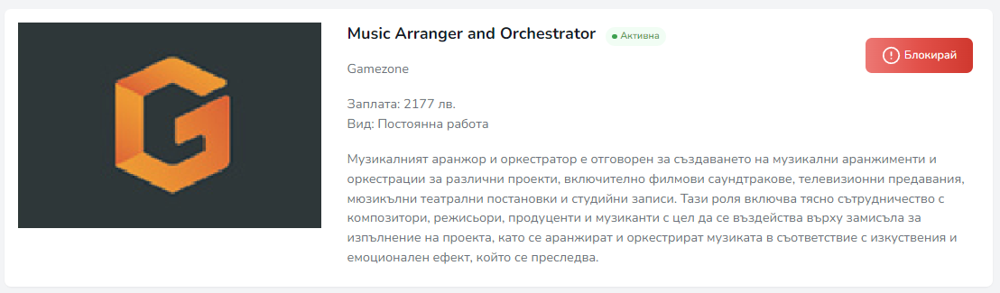 Music Arranger and Orchestrator
Активна
Блокирай
Gamezone
Заплата: 2177 лв.
Вид: Постоянна работа
Музикалният аранжор и оркестратор е отговорен за създаването на музикални аранжименти и
оркестрации за различни проекти, включително филмови саундтракове, телевизионни предавания,
мюзикълни театрални постановки и студийни записи. Тази роля включва тясно сътрудничество с
композитори, режисьори, продуценти и музиканти с цел да се въздейства върху замисъла за
изпълнение на проекта, като се аранжират и оркестрират музиката в съответствие с изкуствения и
емоционален ефект, който се преследва.